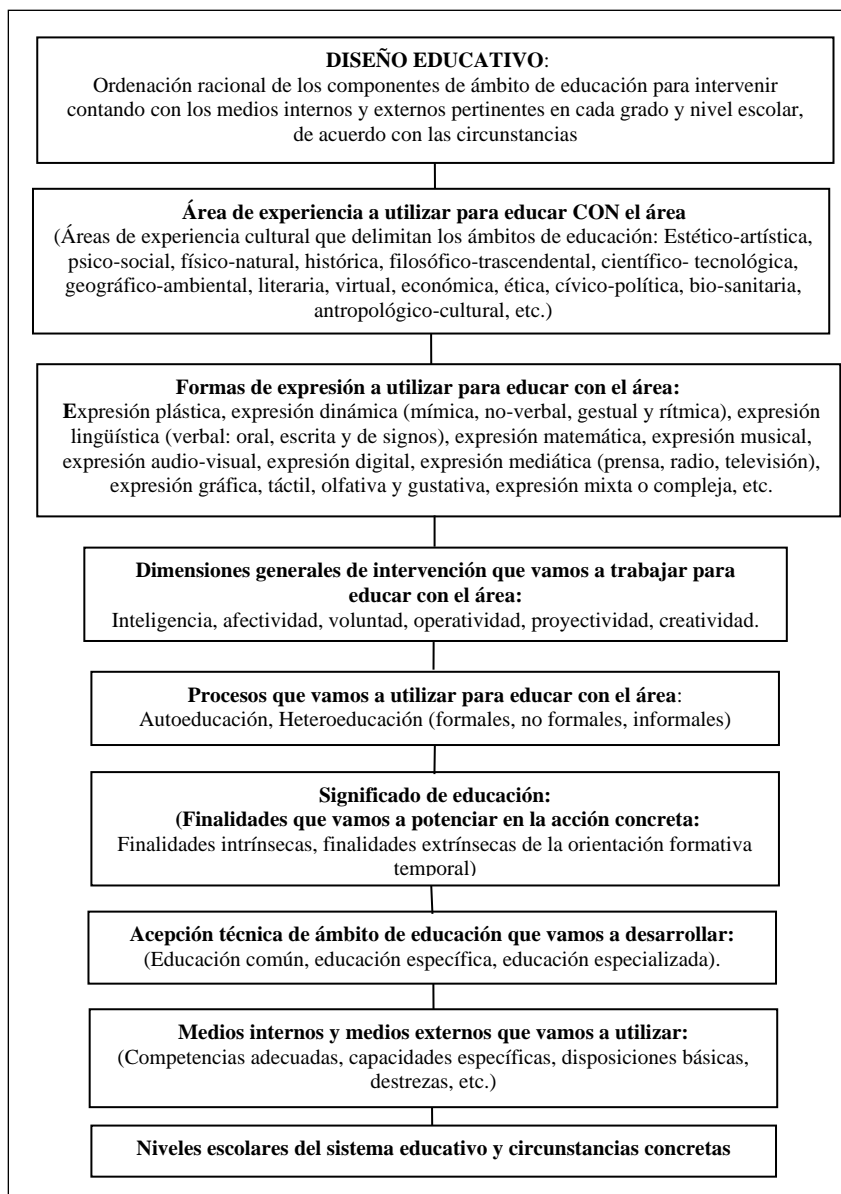 DISEÑO EDUCATIVO:
Ordenación racional de los componentes de ámbito de educación para intervenir
contando con los medios internos y externos pertinentes en cada grado y nivel escolar,
de acuerdo con las circunstancias
Área de experiencia a utilizar para educar CON el área
(Áreas de experiencia cultural que delimitan los ámbitos de educación: Estético-artística,
psico-social, físico-natural, histórica, filosófico-trascendental, científico- tecnológica,
geográfico-ambiental, literaria, virtual, económica, ética, cívico-política, bio-sanitaria,
antropológico-cultural, etc.)
Formas de expresión a utilizar para educar con el área:
Expresión plástica, expresión dinámica (mímica, no-verbal, gestual y rítmica), expresión
lingüística (verbal: oral, escrita y de signos), expresión matemática, expresión musical,
expresión audio-visual, expresión digital, expresión mediática (prensa, radio, televisión),
expresión gráfica, táctil, olfativa y gustativa, expresión mixta o compleja, etc.
Dimensiones generales de intervención que vamos a trabajar para
educar con el área:
Inteligencia, afectividad, voluntad, operatividad, proyectividad, creatividad.
Procesos que vamos a utilizar para educar con el área:
Autoeducación, Heteroeducación (formales, no formales, informales)
Significado de educación:
(Finalidades que vamos a potenciar en la acción concreta:
Finalidades intrínsecas, finalidades extrínsecas de la orientación formativa
temporal)
Acepción técnica de ámbito de educación que vamos a desarrollar:
(Educación común, educación específica, educación especializada).
Medios internos y medios externos que vamos a utilizar:
(Competencias adecuadas, capacidades específicas, disposiciones básicas,
destrezas, etc.)
Niveles escolares del sistema educativo y circunstancias concretas